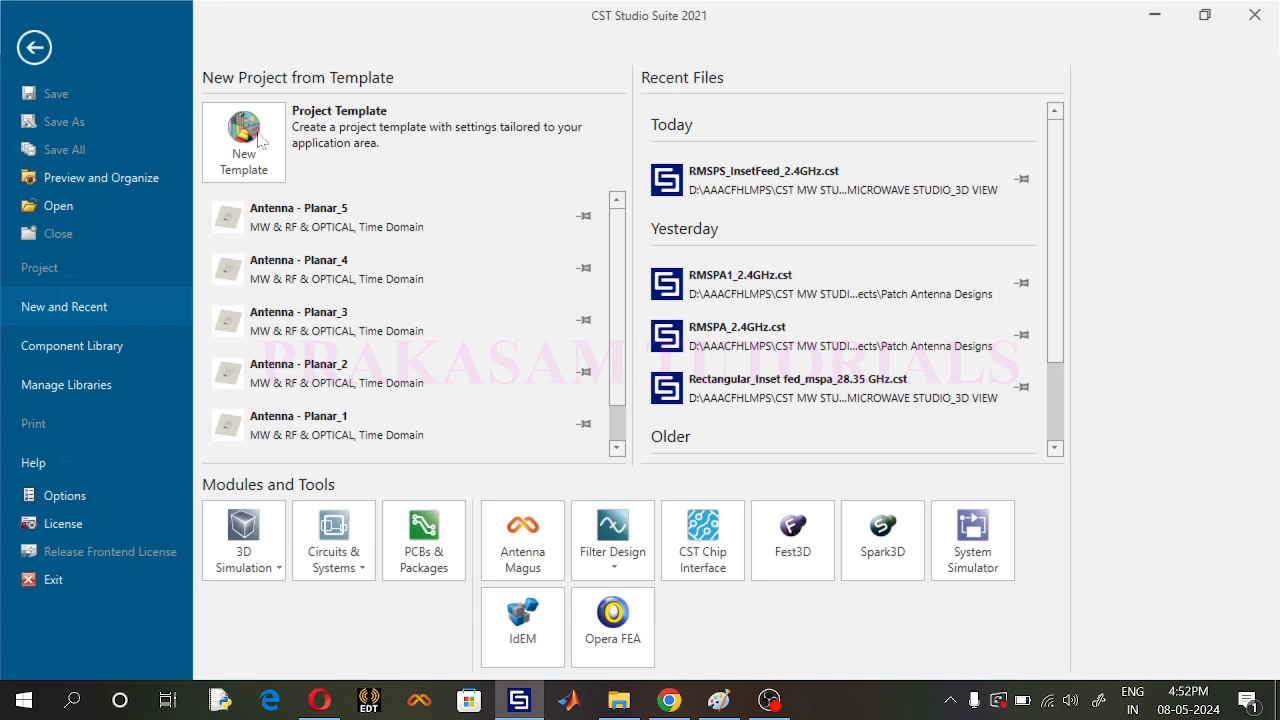 CST Studio Suite 2021
Save
Save As
Save All
Preview and Organize
Open
Close
Project
New and Recent
Component Library
Manage Libraries
Print
Help
Options
License
Release Frontend License
Exit
New Project from Template
New
Template
Project Template
Create a project template with settings tailored to your
application area.
Antenna - Planar_5
MW & RF & OPTICAL, Time Domain
Antenna - Planar_4
MW & RF & OPTICAL, Time Domain
Antenna - Planar_3
MW & RF & OPTICAL, Time Domain
Antenna - Planar_2
MW & RF & OPTICAL, Time Domain
Antenna - Planar_1
MW & RF & OPTICAL, Time Domain
Recent Files
Today
RMSPS_InsetFeed_2.4GHz.cst
D:\AAACFHLMPS\CST MW STU...MICROWAVE STUDIO_3D VIEW
Yesterday
RMSPA1_2.4GHz.cst
D:\AAACFHLMPS\CST MW STUDI...ects\Patch Antenna Designs
RMSPA_2.4GHz.cst
D:\AAACFHLMPS\CST MW STUDI...ects\Patch Antenna Designs
Rectangular_Inset fed_mspa_28.35 GHz.cst
D:\AAACFHLMPS\CST MW STU...MICROWAVE STUDIO_3D VIEW
Older
PRAKASAM TUTORIALS
Modules and Tools
3D
Simulation
Circuits &
Systems
PCBs &
Packages
Antenna
Magus
Filter Design
CST Chip
Interface
Fest3D
Spark3D
System
Simulator
IdEM
Opera FEA
EDT
ENG
IN
:52PM
08-05-2024
1